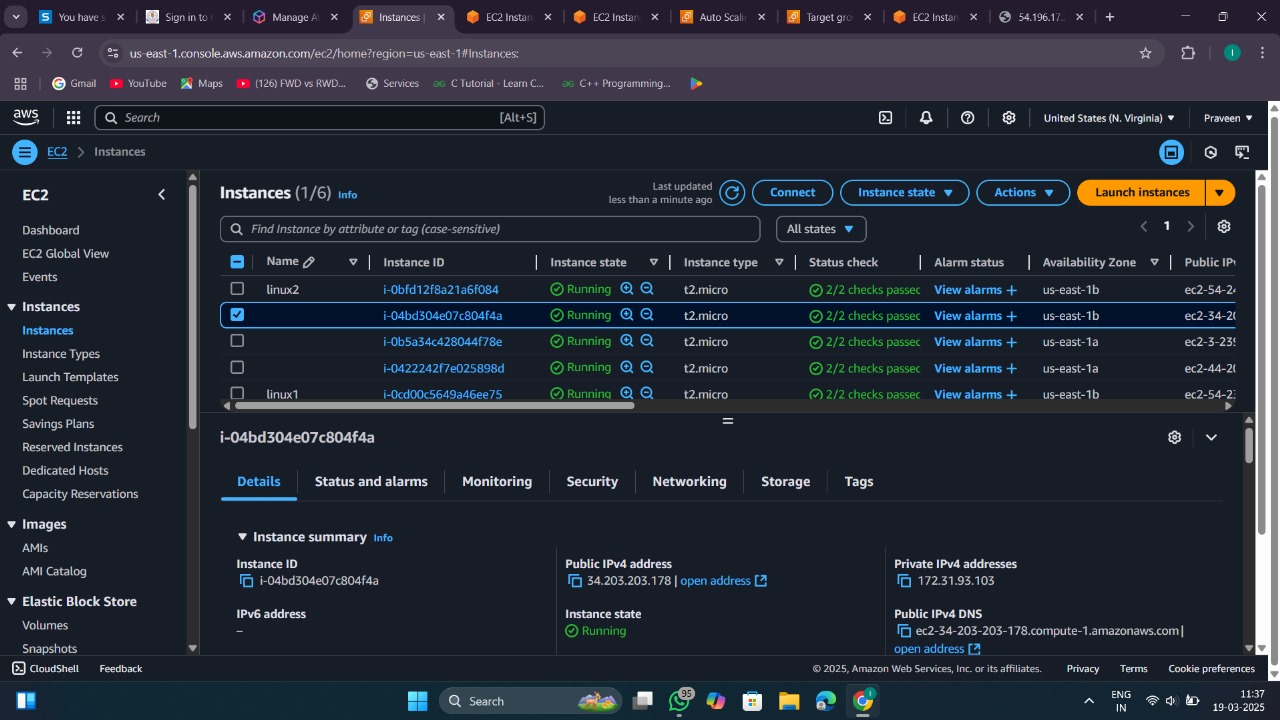 You have s
Sign in to
Manage A
Instances |
EC2 Instan
EC2 Instan
Auto Scali
Target gro
EC2 Instan
54.196.17.
us-east-1.console.aws.amazon.com/ec2/home?region=us-east-1#Instances:
Gmail
YouTube
Maps
(126) FWD vs RWD...
Services
C Tutorial - Learn C...
C++ Programming...
aws
Search
[Alt+S]
United States (N. Virginia)
Praveen
EC2
Instances
EC2
Dashboard
EC2 Global View
Events
Instances
Instances
Instance Types
Launch Templates
Spot Requests
Savings Plans
Reserved Instances
Dedicated Hosts
Capacity Reservations
Images
AMIs
AMI Catalog
Elastic Block Store
Volumes
Snapshots
Instances (1/6) Info
Last updated
less than a minute ago
Connect
Instance state
Actions
Launch instances
Find Instance by attribute or tag (case-sensitive)
All states
1
Name Instance ID Instance state Instance type Status check Alarm status Availability Zone Public IPv
linux2 i-0bfd12f8a21a6f084 Running t2.micro 2/2 checks passec View alarms + us-east-1b ec2-54-24
i-04bd304e07c804f4a Running t2.micro 2/2 checks passec View alarms + us-east-1b ec2-34-20
i-0b5a34c428044f78e Running t2.micro 2/2 checks passec View alarms + us-east-1a ec2-3-239
i-0422242f7e025898d Running t2.micro 2/2 checks passec View alarms + us-east-1a ec2-44-20
linux1 i-0cd00c5649a46ee75 Running t2.micro 2/2 checks passec View alarms + us-east-1a ec2-54-23
i-04bd304e07c804f4a
Details
Status and alarms
Monitoring
Security
Networking
Storage
Tags
Instance summary Info
Instance ID
i-04bd304e07c804f4a
Public IPv4 address
34.203.203.178 | open address
Private IPv4 addresses
172.31.93.103
IPv6 address
–
Instance state
Running
Public IPv4 DNS
ec2-34-203-203-178.compute-1.amazonaws.com |
open address
CloudShell
Feedback
© 2025, Amazon Web Services, Inc. or its affiliates.
Privacy
Terms
Cookie preferences
Search
95
ENG
IN
11:37
19-03-2025